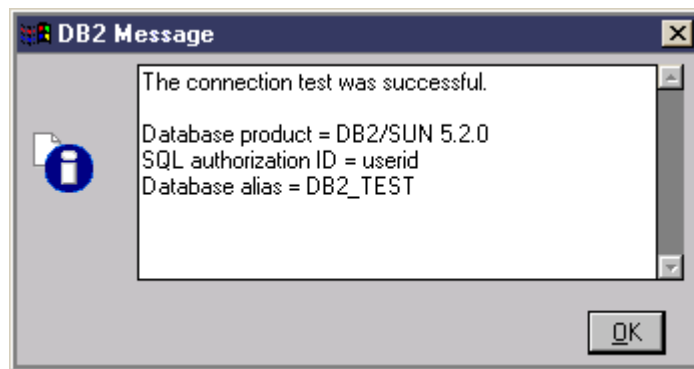 DB2 Message
The connection test was successful.
Database product = DB2/SUN 5.2.0
SQL authorization ID = userid
Database alias = DB2_TEST
OK